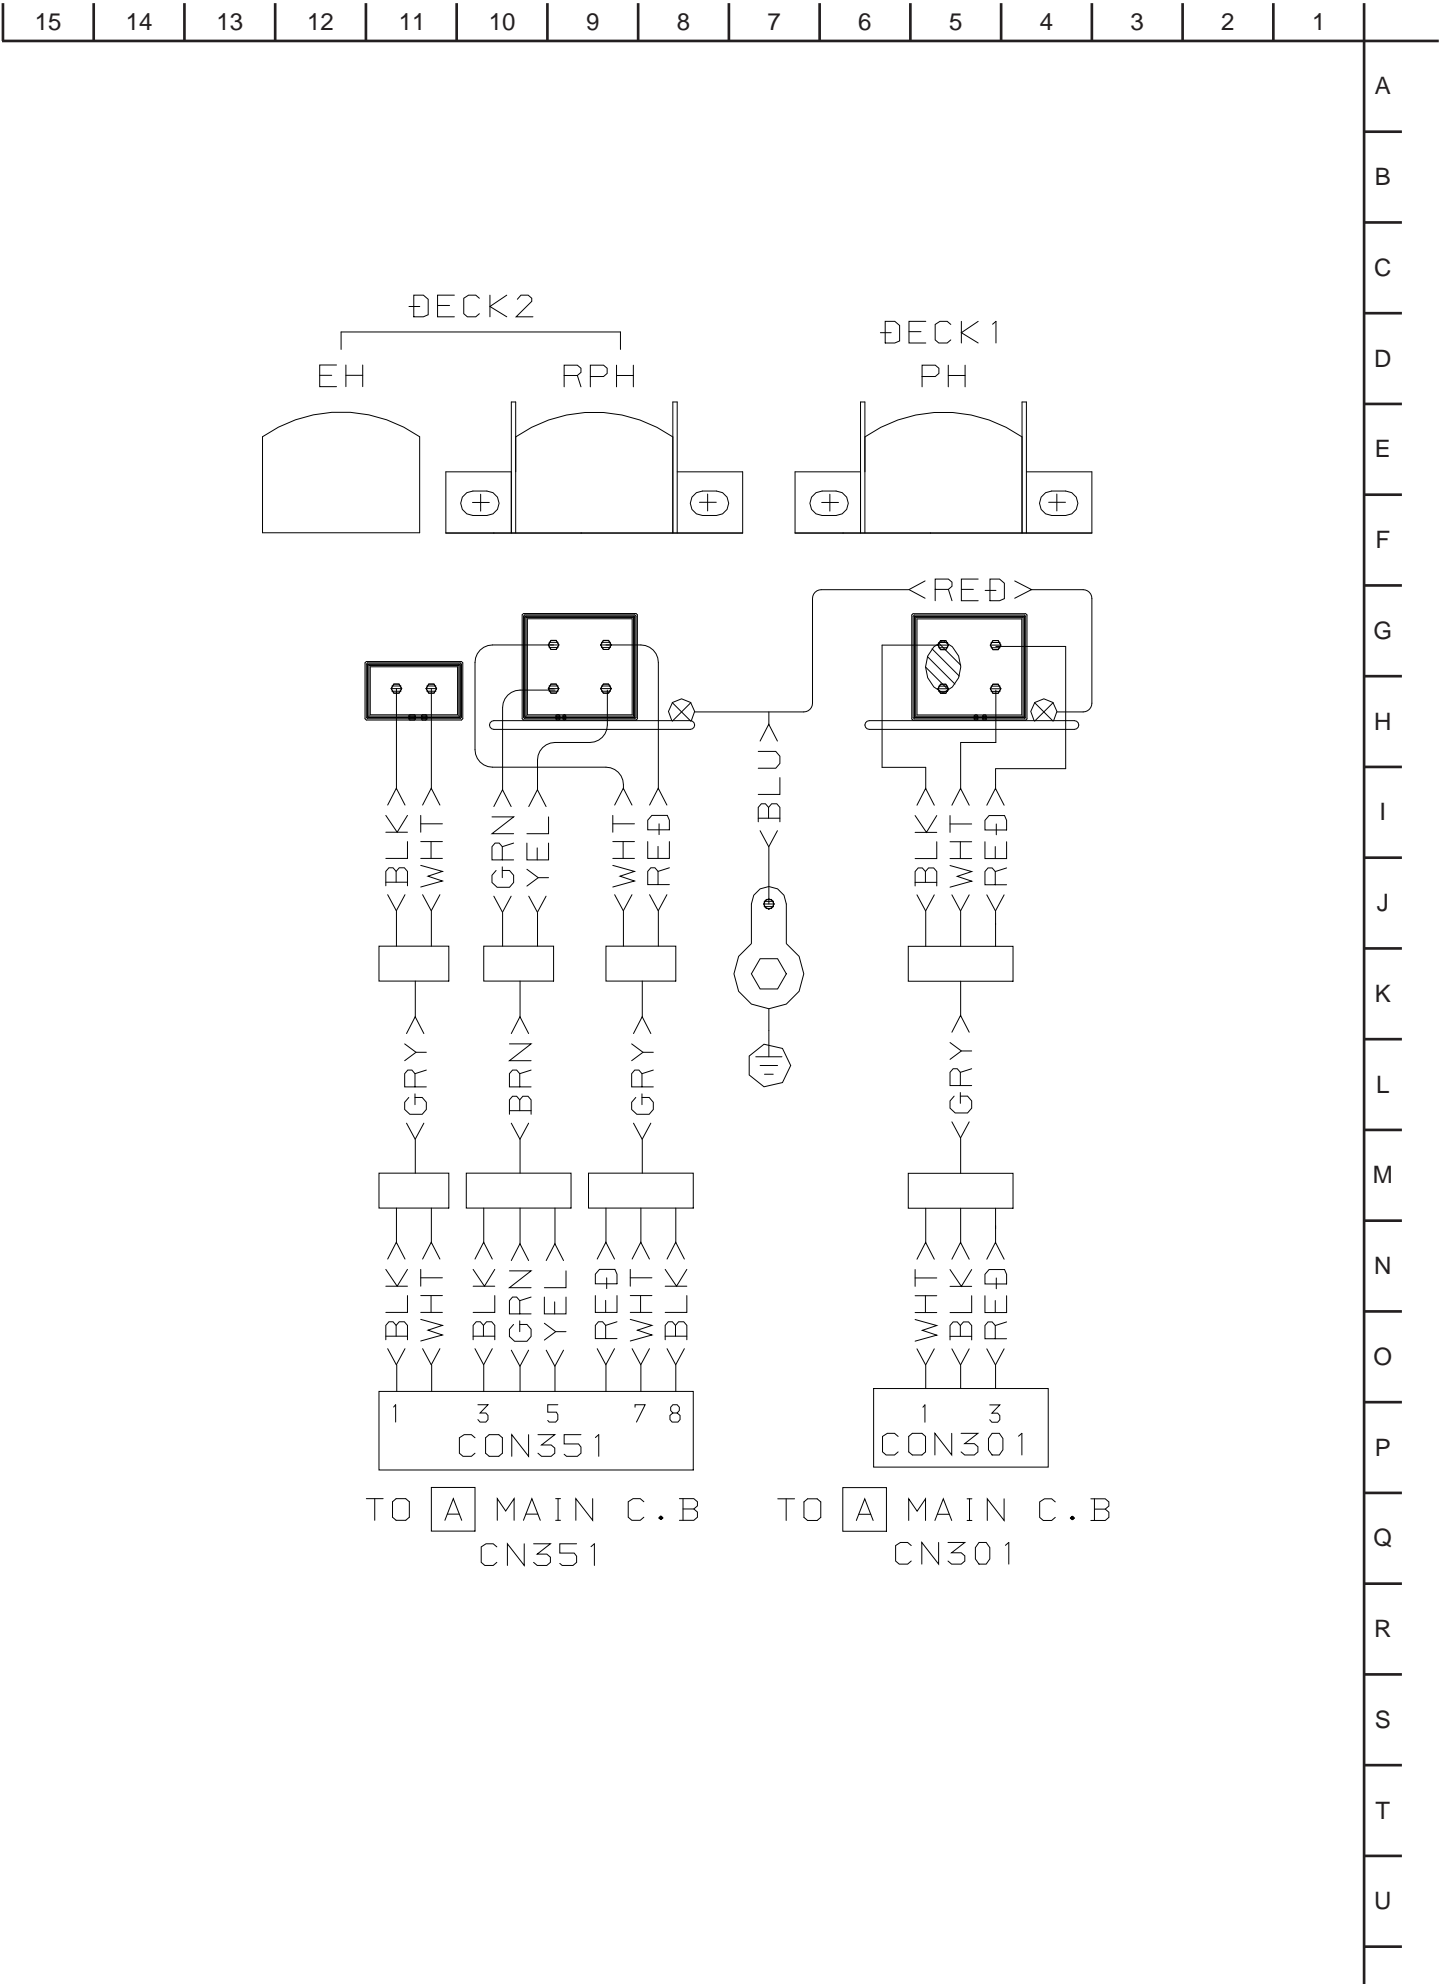 15 14 13 12 11 10 9 8 7 6 5 4 3 2 1
A
B
C
DECK2
DECK1
D
EH RPH PH
E
F
<RED>
G
H
<BLU>
I
<BLK> <WHT> <GRN> <YEL> <WHT> <RED> <BLK> <WHT> <RED>
J
K
<GRY> <BRN> <GRY> <GRY>
L
M
N
<BLK> <WHT> <BLK> <GRN> <YEL> <RED> <WHT> <BLK> <WHT> <BLK> <RED>
O
1 3 5 7 8 1 3
CON351 CON301
P
TO A MAIN C.B TO A MAIN C.B
Q
CN351 CN301
R
S
T
U